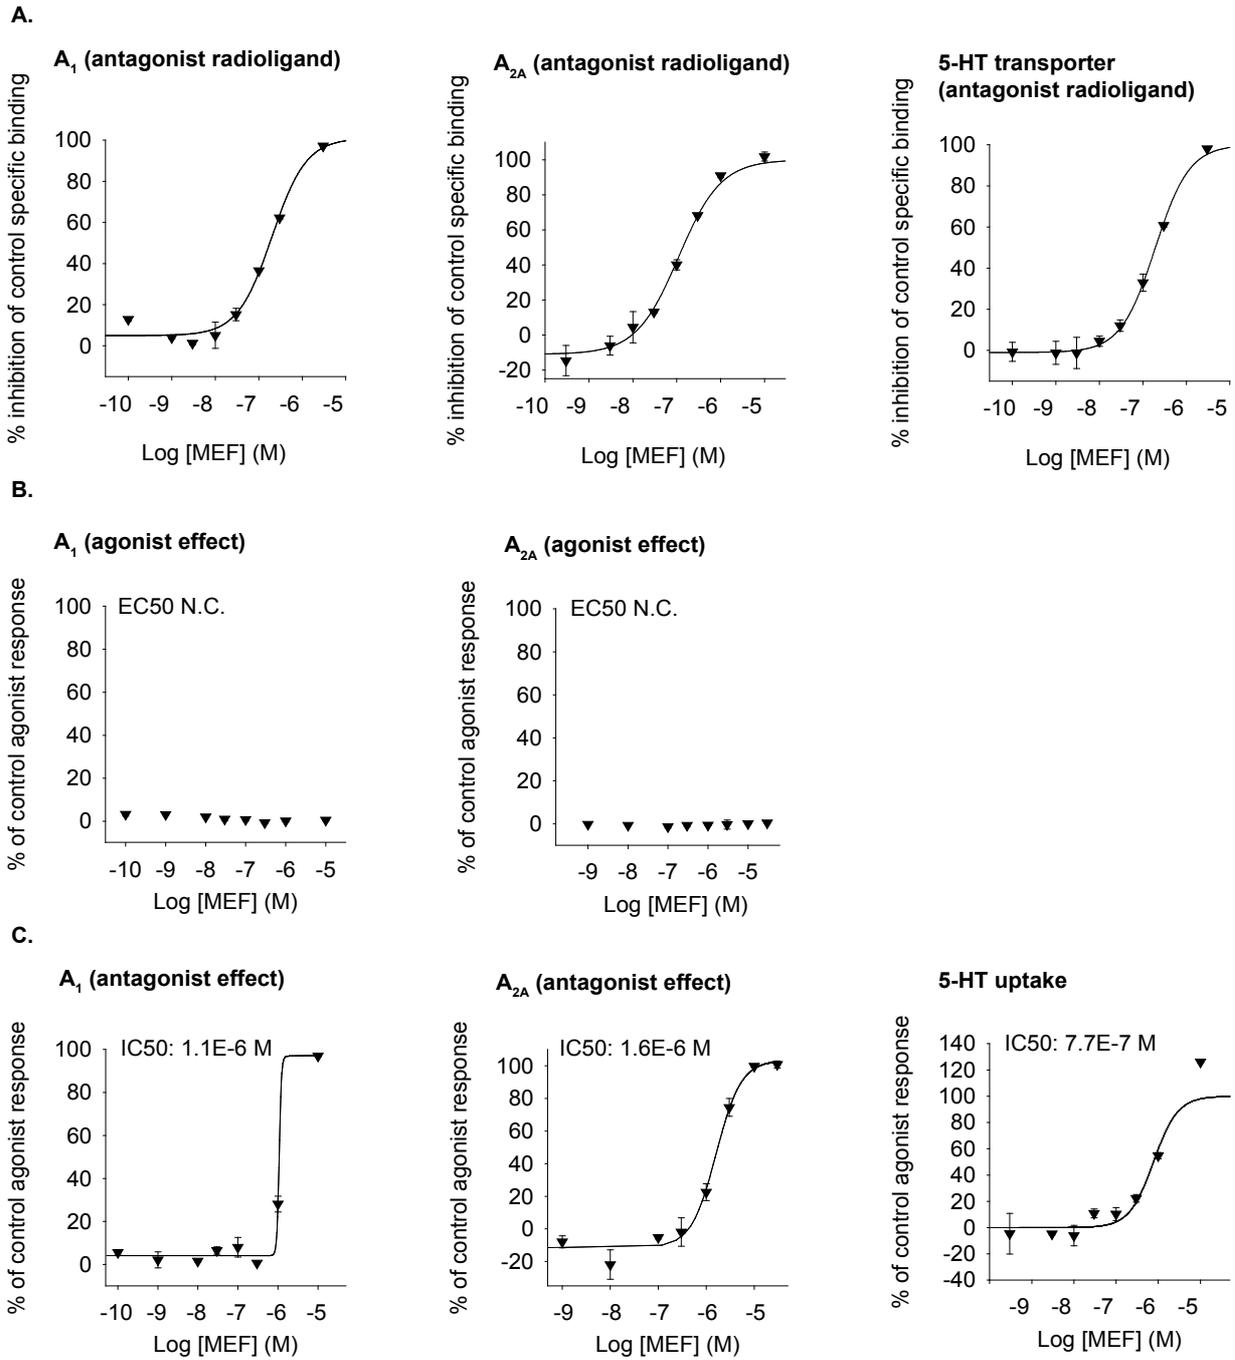 A.
A1 (antagonist radioligand)
% inhibition of control specific binding
100
80
60
40
20
0
-10 -9 -8 -7 -6 -5
Log [MEF] (M)
A2A (antagonist radioligand)
% inhibition of control specific binding
100
80
60
40
20
0
-20
-10 -9 -8 -7 -6 -5
Log [MEF] (M)
5-HT transporter
(antagonist radioligand)
% inhibition of control specific binding
100
80
60
40
20
0
-10 -9 -8 -7 -6 -5
Log [MEF] (M)
B.
A1 (agonist effect)
% of control agonist response
EC50 N.C.
100
80
60
40
20
0
-10 -9 -8 -7 -6 -5
Log [MEF] (M)
A2A (agonist effect)
% of control agonist response
EC50 N.C.
100
80
60
40
20
0
-9 -8 -7 -6 -5
Log [MEF] (M)
C.
A1 (antagonist effect)
% of control agonist response
IC50: 1.1E-6 M
100
80
60
40
20
0
-10 -9 -8 -7 -6 -5
Log [MEF] (M)
A2A (antagonist effect)
% of control agonist response
IC50: 1.6E-6 M
100
80
60
40
20
0
-20
-9 -8 -7 -6 -5
Log [MEF] (M)
5-HT uptake
% of control agonist response
IC50: 7.7E-7 M
140
120
100
80
60
40
20
0
-20
-40
-9 -8 -7 -6 -5
Log [MEF] (M)